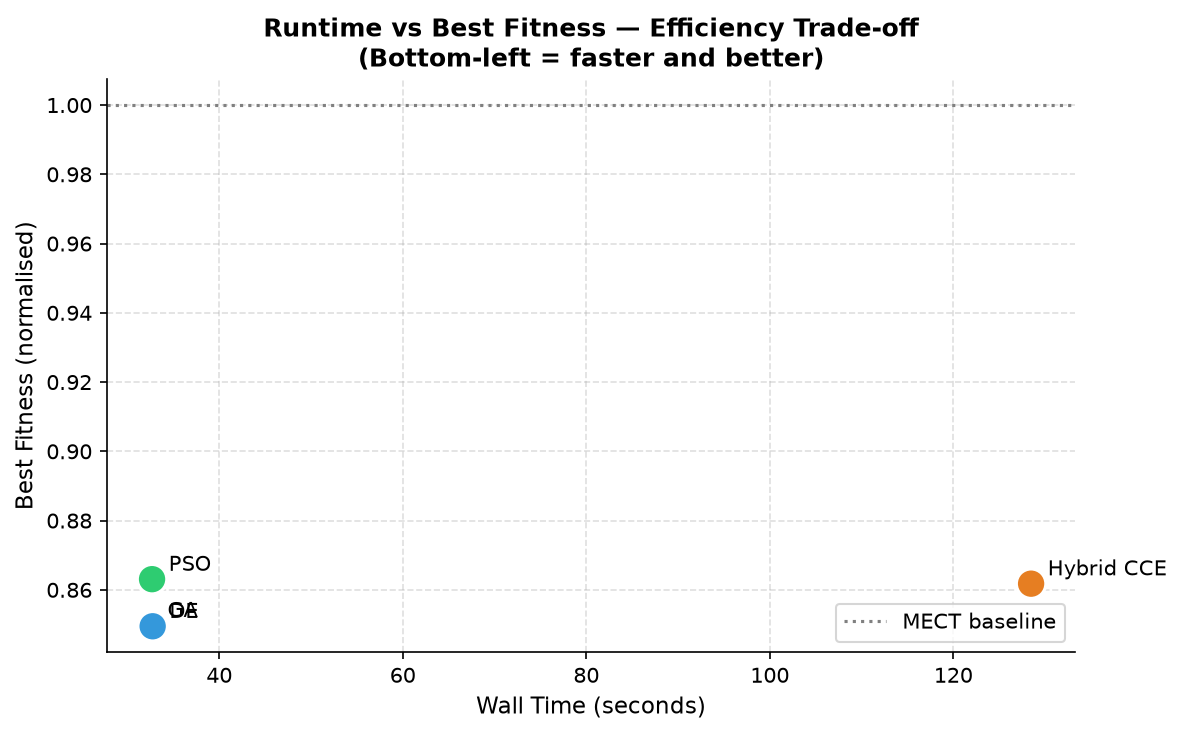 Runtime vs Best Fitness — Efficiency Trade-off
(Bottom-left = faster and better)
Best Fitness (normalised)
1.00
0.98
0.96
0.94
0.92
0.90
0.88
0.86
PSO
GA
DE
Hybrid CCE
MECT baseline
40
60
80
100
120
Wall Time (seconds)